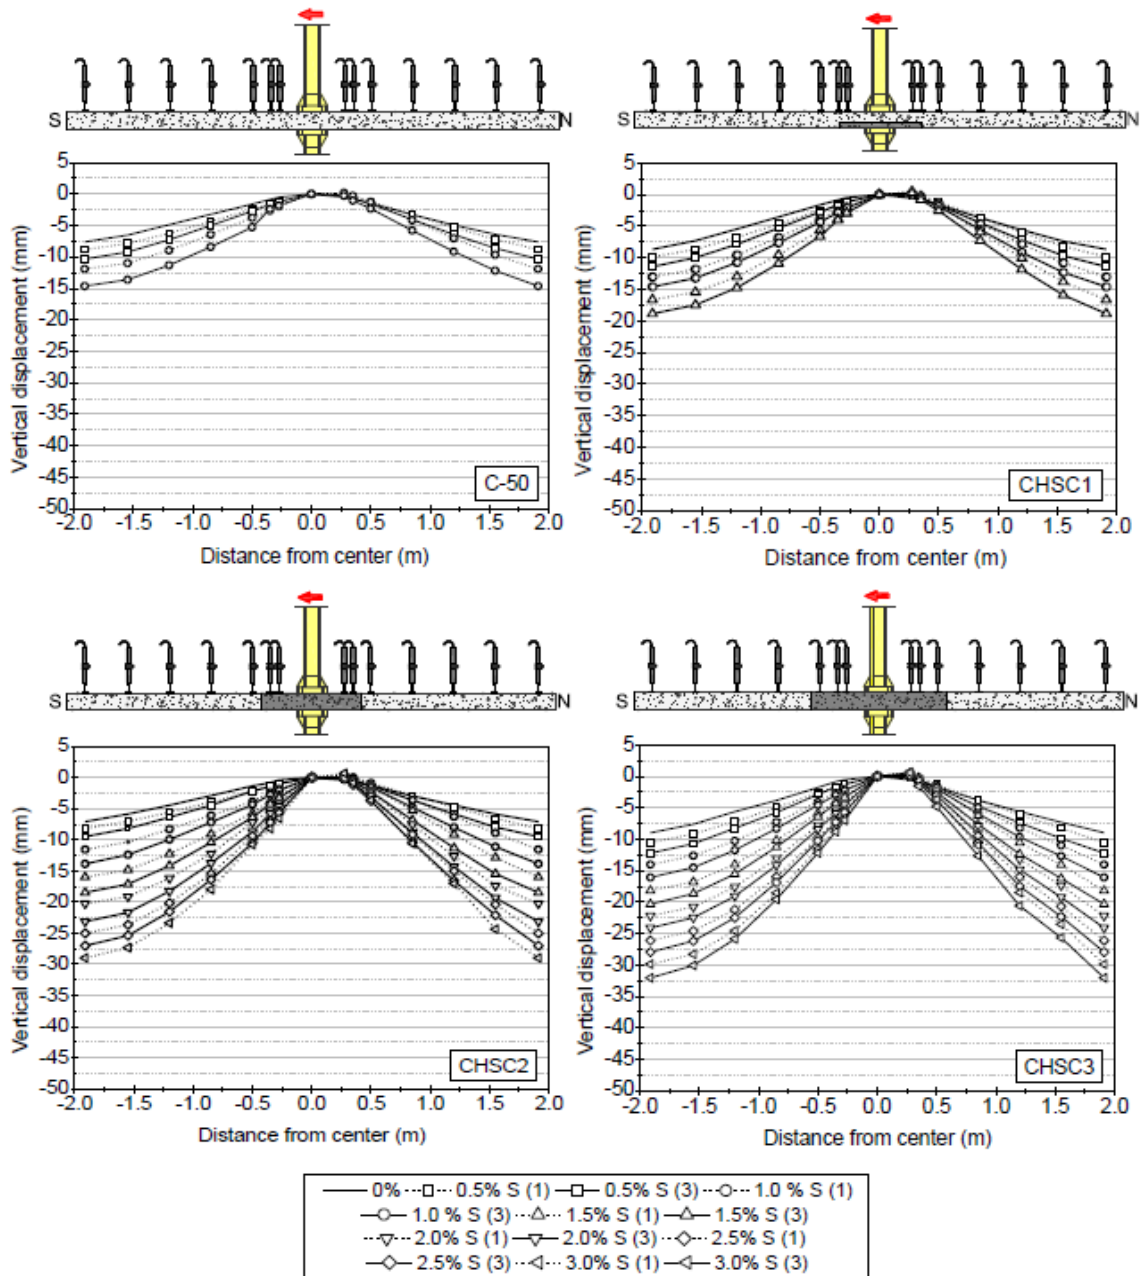 S N
5
0
-5
-10
-15
-20
-25
-30
-35
-40
-45
-50
Vertical displacement (mm)
C-50
-2.0 -1.5 -1.0 -0.5 0.0 0.5 1.0 1.5 2.0
Distance from center (m)
S N
5
0
-5
-10
-15
-20
-25
-30
-35
-40
-45
-50
Vertical displacement (mm)
CHSC1
-2.0 -1.5 -1.0 -0.5 0.0 0.5 1.0 1.5 2.0
Distance from center (m)
S N
5
0
-5
-10
-15
-20
-25
-30
-35
-40
-45
-50
Vertical displacement (mm)
CHSC2
-2.0 -1.5 -1.0 -0.5 0.0 0.5 1.0 1.5 2.0
Distance from center (m)
S N
5
0
-5
-10
-15
-20
-25
-30
-35
-40
-45
-50
Vertical displacement (mm)
CHSC3
-2.0 -1.5 -1.0 -0.5 0.0 0.5 1.0 1.5 2.0
Distance from center (m)
0% 0.5% S (1) 0.5% S (3) 1.0 % S (1)
1.0 % S (3) 1.5% S (1) 1.5% S (3)
2.0% S (1) 2.0% S (3) 2.5% S (1)
2.5% S (3) 3.0% S (1) 3.0% S (3)